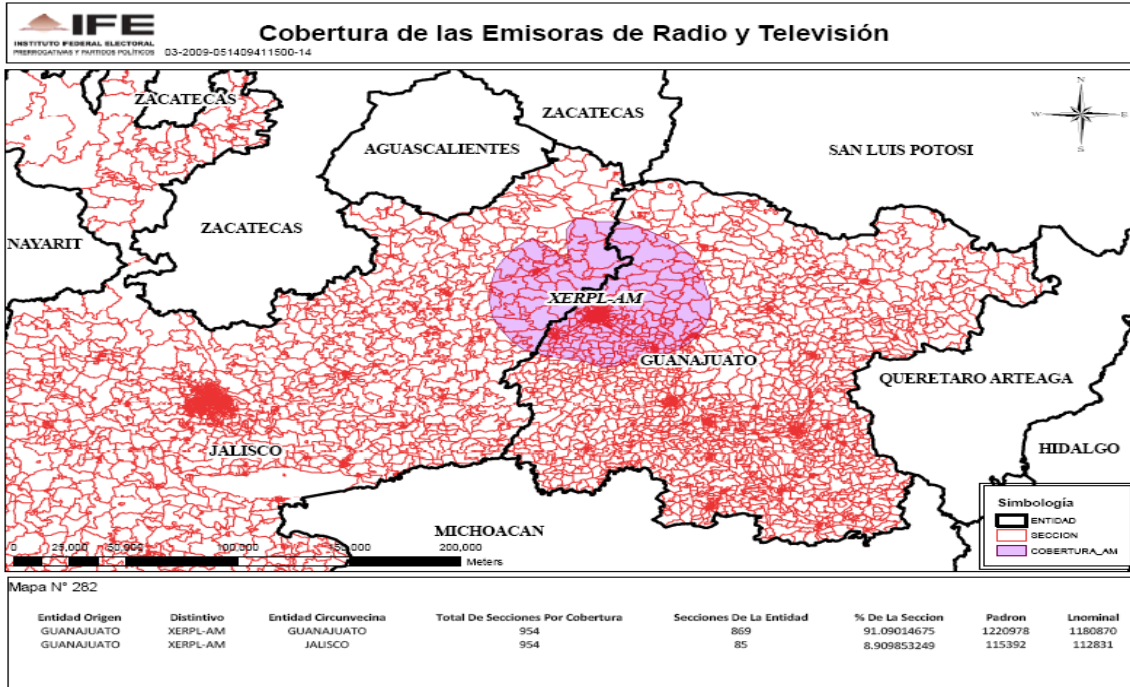 IFE
INSTITUTO FEDERAL ELECTORAL
PRERROGATIVAS Y PARTIDOS POLÍTICOS
03-2009-051409411500-14
Cobertura de las Emisoras de Radio y Televisión
ZACATECAS
ZACATECAS
AGUASCALIENTES
SAN LUIS POTOSI
N
W E
S
NAYARIT
ZACATECAS
XERPL-AM
GUANAJUATO
QUERETARO ARTEAGA
JALISCO
HIDALGO
MICHOACAN
0 25,000 50,000 100,000 150,000 200,000
Meters
Simbología
ENTIDAD
SECCION
COBERTURA_AM
Mapa N° 282
Entidad Origen Distintivo Entidad Circunvecina Total De Secciones Por Cobertura Secciones De La Entidad % De La Seccion Padron Lnominal
GUANAJUATO XERPL-AM GUANAJUATO 954 869 91.09014675 1220978 1180870
GUANAJUATO XERPL-AM JALISCO 954 85 8.909853249 115392 112831